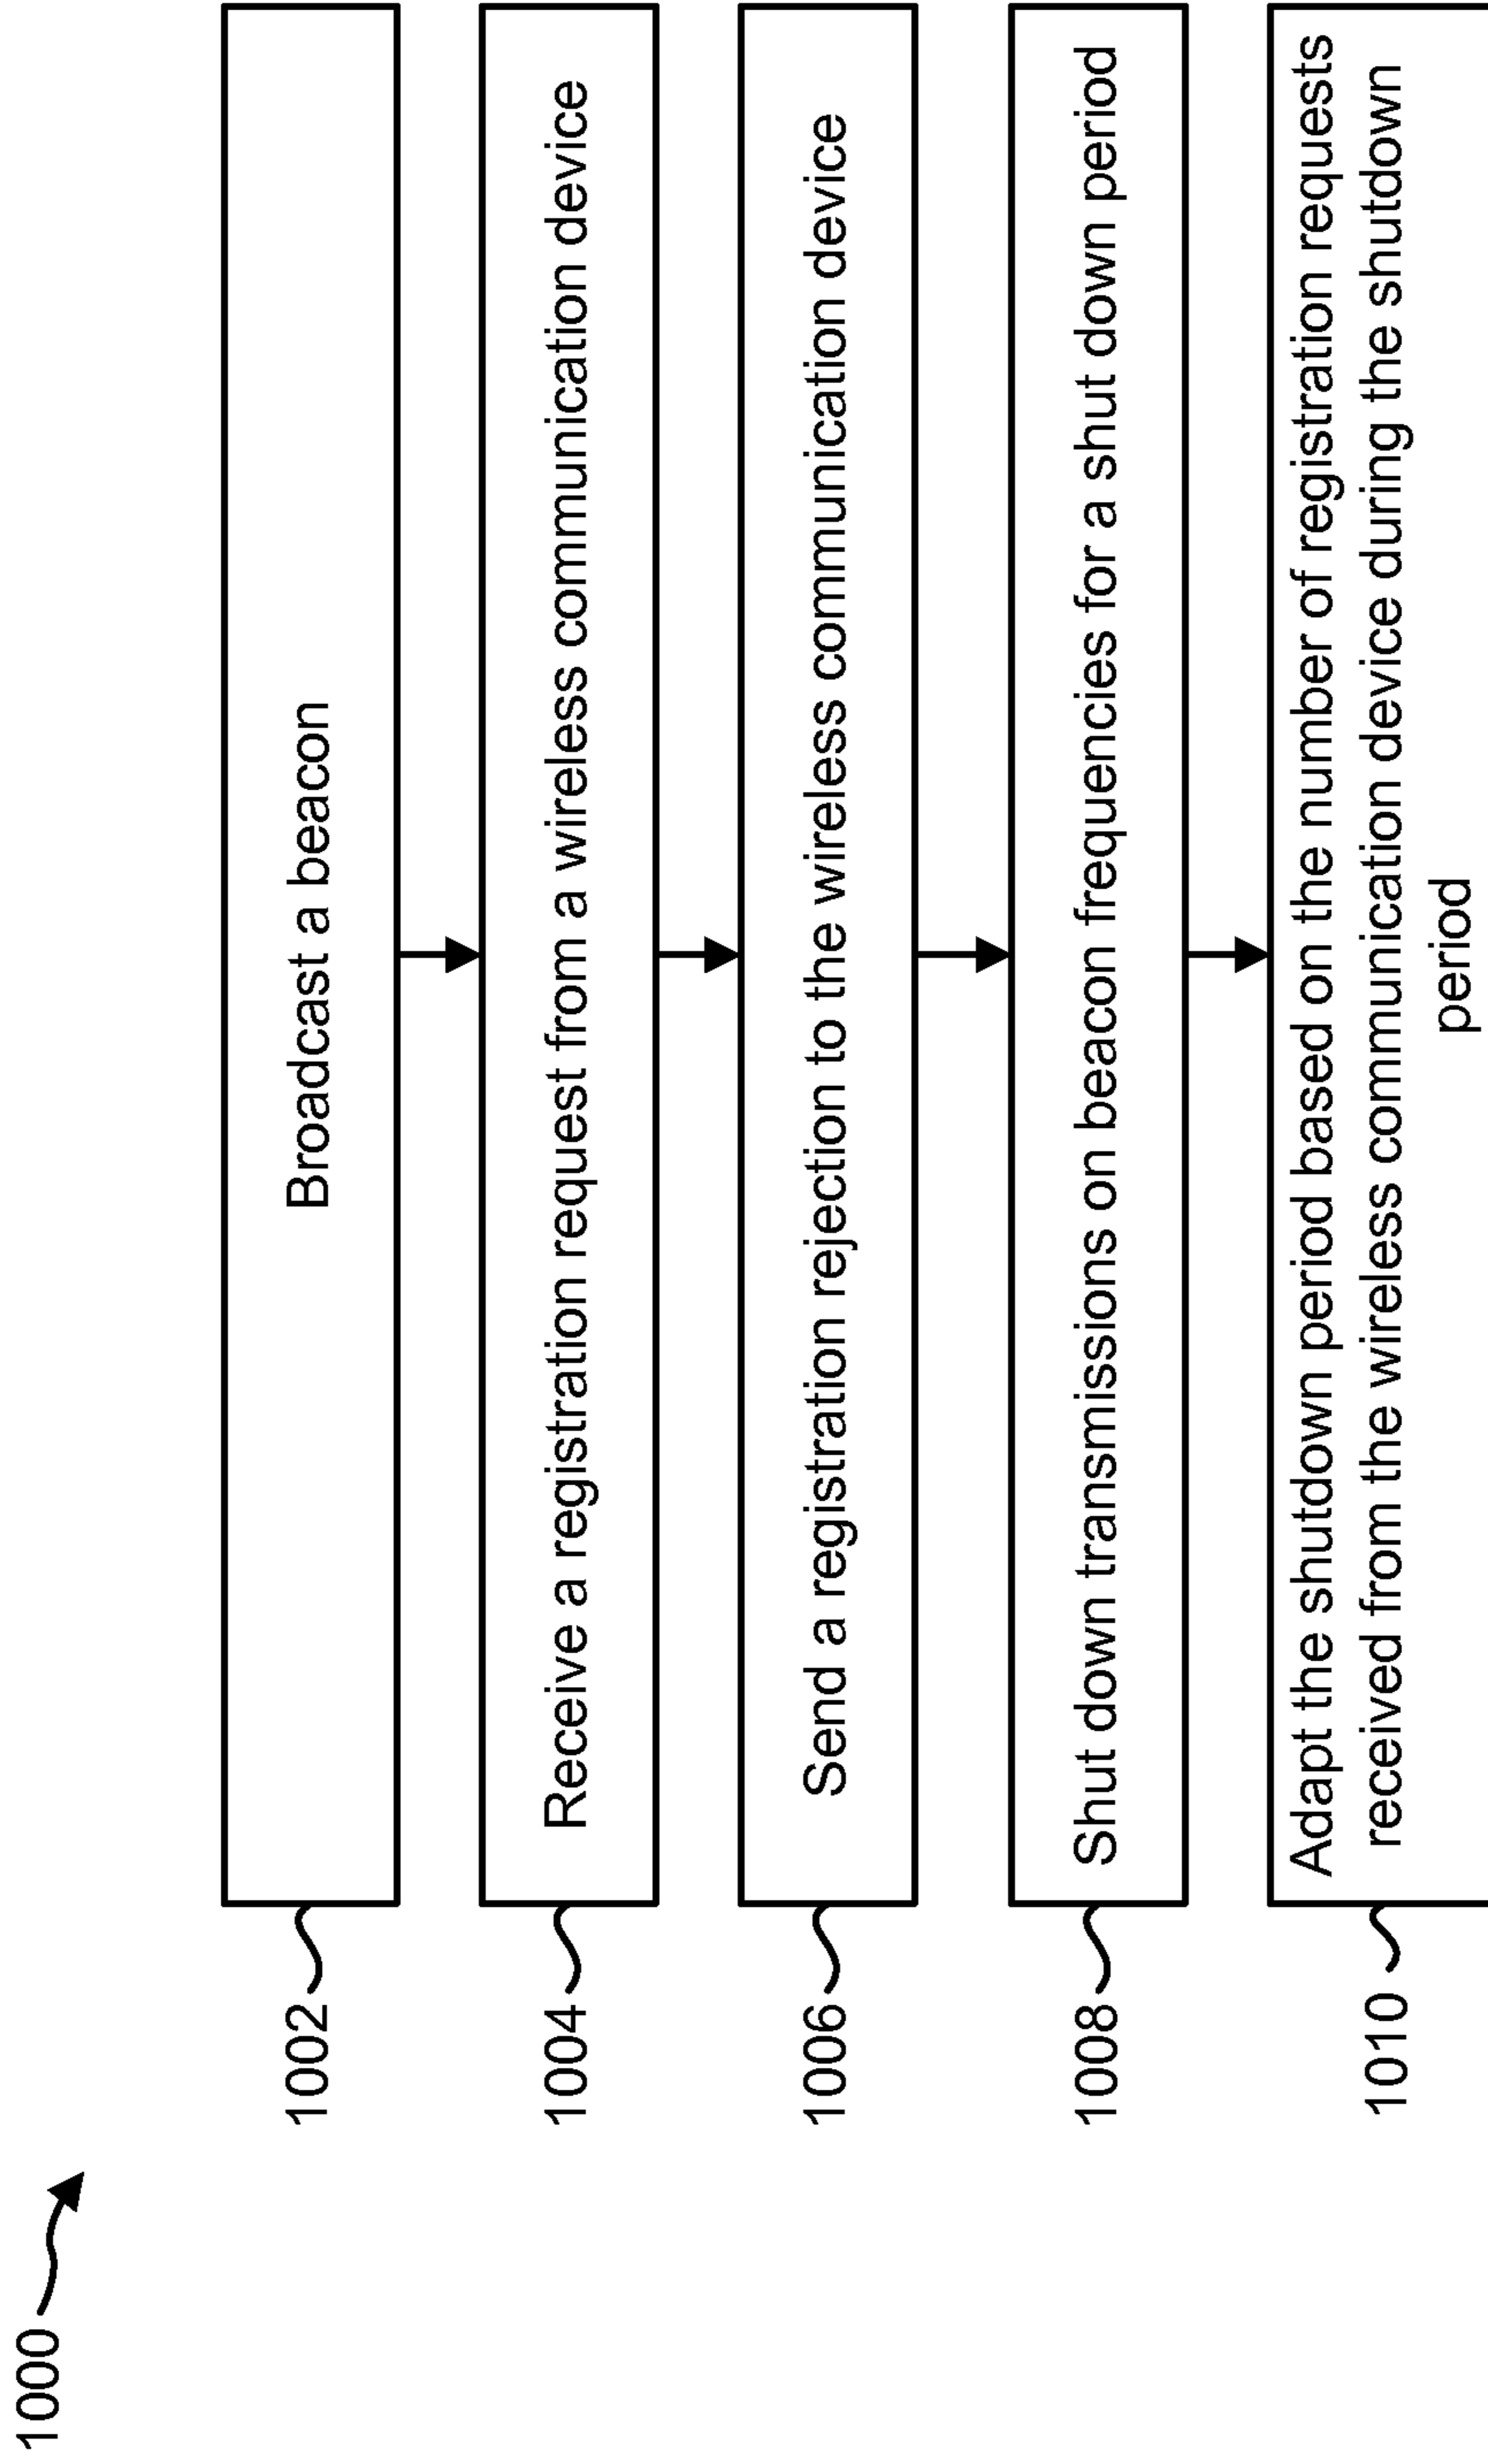 1000
1002
Broadcast a beacon
1004
Receive a registration request from a wireless communication device
1006
Send a registration rejection to the wireless communication device
1008
Shut down transmissions on beacon frequencies for a shut down period
1010
Adapt the shutdown period based on the number of registration requests
received from the wireless communication device during the shutdown
period